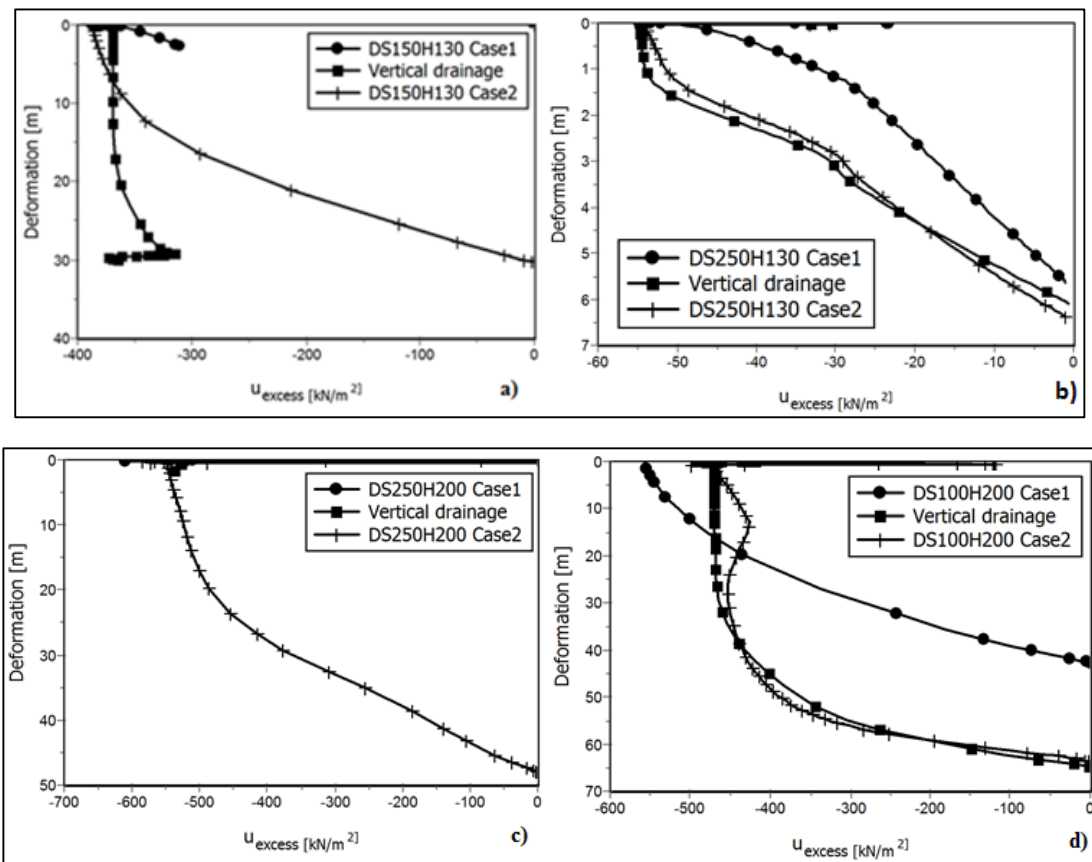 0
10
20
30
40
Deformation [m]
DS150H130 Case1
Vertical drainage
DS150H130 Case2
-400
-300
-200
-100
0
u excess [kN/m²]
a)
0
1
2
3
4
5
6
7
Deformation [m]
DS250H130 Case1
Vertical drainage
DS250H130 Case2
-60
-50
-40
-30
-20
-10
0
u excess [kN/m²]
b)
0
10
20
30
40
50
Deformation [m]
DS250H200 Case1
Vertical drainage
DS250H200 Case2
-700
-600
-500
-400
-300
-200
-100
0
u excess [kN/m²]
c)
0
10
20
30
40
50
60
70
Deformation [m]
DS100H200 Case1
Vertical drainage
DS100H200 Case2
-600
-500
-400
-300
-200
-100
0
u excess [kN/m²]
d)